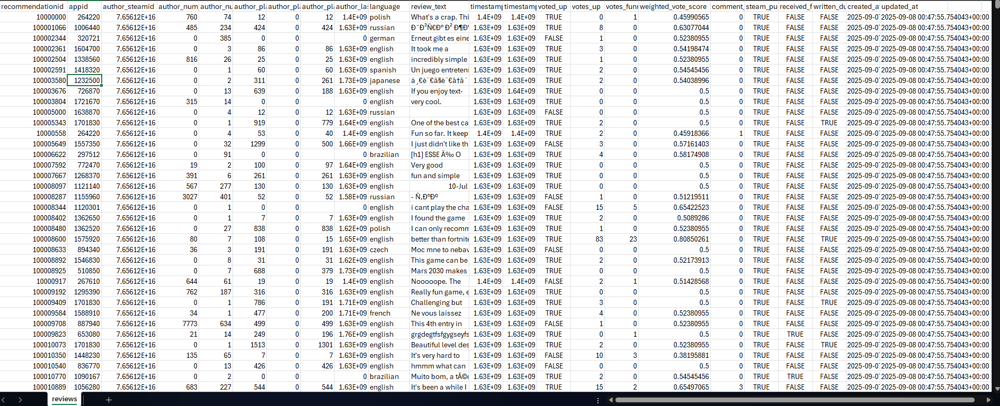 recommendationid appid author_steamid author_num author_nu author_pl author_pl author_pl author_las language review_text timestamp timestamp voted_up votes_up votes_funn weighted_vote_score comment_ steam_pu received_f written_du created_a updated_at
10000000 264220 7.65612E+16 760 74 12 0 12 1.4E+09 polish What's a crap. Thi 1.4E+09 1.4E+09 TRUE 0 1 0.45990565 0 TRUE FALSE FALSE 2025-09-0 2025-09-08 00:47:55.754043+00:00
100001066 1006440 7.65612E+16 485 234 424 0 424 1.63E+09 russian 1.63E+09 1.63E+09 TRUE 8 0 0.63077044 0 TRUE FALSE FALSE 2025-09-0 2025-09-08 00:47:55.754043+00:00
100002344 320721 7.65612E+16 0 385 0 0 german Erneut gibt es eine 1.63E+09 1.63E+09 FALSE 1 0 0.52380955 0 TRUE FALSE FALSE 2025-09-0 2025-09-08 00:47:55.754043+00:00
100002361 1604700 7.65612E+16 0 3 86 0 86 1.63E+09 english It took me a 1.63E+09 1.63E+09 TRUE 3 0 0.54198474 0 TRUE FALSE FALSE 2025-09-0 2025-09-08 00:47:55.754043+00:00
100002504 1338560 7.65612E+16 816 26 25 0 25 1.63E+09 english incredibly simple 1.63E+09 1.63E+09 TRUE 1 0 0.52380955 0 TRUE FALSE FALSE 2025-09-0 2025-09-08 00:47:55.754043+00:00
100002591 1418320 7.65612E+16 0 1 60 0 60 1.63E+09 spanish Un juego entreteni 1.63E+09 1.63E+09 TRUE 2 0 0.54545456 0 TRUE FALSE FALSE 2025-09-0 2025-09-08 00:47:55.754043+00:00
100003580 1232500 7.65612E+16 0 2 311 0 261 1.73E+09 japanese 1.63E+09 1.63E+09 TRUE 2 0 0.54038996 0 TRUE FALSE FALSE 2025-09-0 2025-09-08 00:47:55.754043+00:00
100003676 726870 7.65612E+16 0 13 639 0 188 1.63E+09 english If you enjoy text- 1.63E+09 1.64E+09 TRUE 0 0 0.5 0 TRUE FALSE FALSE 2025-09-0 2025-09-08 00:47:55.754043+00:00
100003804 1721670 7.65612E+16 315 14 0 0 english very cool. 1.63E+09 1.63E+09 TRUE 0 0 0.5 0 TRUE FALSE FALSE 2025-09-0 2025-09-08 00:47:55.754043+00:00
100005000 1638870 7.65612E+16 0 4 12 0 12 1.63E+09 russian 1.63E+09 1.63E+09 FALSE 0 0 0.5 0 TRUE FALSE FALSE 2025-09-0 2025-09-08 00:47:55.754043+00:00
100005343 1701830 7.65612E+16 0 1 919 0 779 1.64E+09 english One of the best ca 1.63E+09 1.63E+09 TRUE 2 0 0.5 0 TRUE FALSE TRUE 2025-09-0 2025-09-08 00:47:55.754043+00:00
10000558 264220 7.65612E+16 0 4 53 0 40 1.4E+09 english Fun so far. It keep 1.4E+09 1.4E+09 TRUE 2 0 0.45918366 1 TRUE FALSE FALSE 2025-09-0 2025-09-08 00:47:55.754043+00:00
100005649 1557350 7.65612E+16 0 32 1299 0 500 1.66E+09 english I just didn't like th 1.63E+09 1.63E+09 FALSE 3 0 0.57161403 0 TRUE FALSE FALSE 2025-09-0 2025-09-08 00:47:55.754043+00:00
100006622 297512 7.65612E+16 0 91 0 0 0 brazilian [h1] ESSE Ã‰ O 1.63E+09 1.63E+09 TRUE 4 0 0.58174908 0 TRUE FALSE FALSE 2025-09-0 2025-09-08 00:47:55.754043+00:00
100007592 772470 7.65612E+16 19 2 100 0 97 1.64E+09 english Very good 1.63E+09 1.63E+09 TRUE 0 0 0.5 0 TRUE FALSE FALSE 2025-09-0 2025-09-08 00:47:55.754043+00:00
100007667 1268370 7.65612E+16 391 6 261 0 261 1.63E+09 english fun and simple 1.63E+09 1.63E+09 TRUE 0 0 0.5 0 TRUE FALSE FALSE 2025-09-0 2025-09-08 00:47:55.754043+00:00
100008097 1121140 7.65612E+16 567 277 130 0 130 1.63E+09 english 10-Jul 1.63E+09 1.63E+09 TRUE 0 0 0.5 0 TRUE FALSE FALSE 2025-09-0 2025-09-08 00:47:55.754043+00:00
100008287 1155960 7.65612E+16 3027 401 52 0 52 1.58E+09 russian 1.63E+09 1.63E+09 FALSE 1 0 0.51219511 0 TRUE FALSE FALSE 2025-09-0 2025-09-08 00:47:55.754043+00:00
100008344 1120301 7.65612E+16 0 1 0 0 0 english i cant play the cha 1.63E+09 1.63E+09 FALSE 15 5 0.65422523 0 TRUE FALSE FALSE 2025-09-0 2025-09-08 00:47:55.754043+00:00
100008402 1362650 7.65612E+16 0 1 7 0 7 1.63E+09 english I found the game 1.63E+09 1.63E+09 TRUE 2 0 0.5089286 0 TRUE FALSE FALSE 2025-09-0 2025-09-08 00:47:55.754043+00:00
100008480 1362520 7.65612E+16 0 27 838 0 838 1.62E+09 polish I can only recomm 1.63E+09 1.63E+09 TRUE 1 0 0.52380955 0 TRUE FALSE FALSE 2025-09-0 2025-09-08 00:47:55.754043+00:00
100008600 1575920 7.65612E+16 80 7 108 0 15 1.65E+09 english better than fortnite 1.63E+09 1.63E+09 TRUE 83 23 0.80850261 0 TRUE FALSE TRUE 2025-09-0 2025-09-08 00:47:55.754043+00:00
100008633 894340 7.65612E+16 36 3 191 0 191 1.63E+09 czech Moc mne to nebav 1.63E+09 1.63E+09 FALSE 0 0 0.5 0 TRUE FALSE FALSE 2025-09-0 2025-09-08 00:47:55.754043+00:00
100008892 1546830 7.65612E+16 0 8 31 0 31 1.62E+09 english This game can be 1.63E+09 1.63E+09 TRUE 2 0 0.52173913 0 TRUE FALSE FALSE 2025-09-0 2025-09-08 00:47:55.754043+00:00
100008925 510850 7.65612E+16 0 7 688 0 379 1.73E+09 english Mars 2030 makes 1.63E+09 1.63E+09 TRUE 0 0 0.5 0 TRUE FALSE FALSE 2025-09-0 2025-09-08 00:47:55.754043+00:00
10000917 267610 7.65612E+16 644 61 19 0 19 1.4E+09 english Nooooope. The 1.4E+09 1.4E+09 FALSE 2 1 0.51428568 0 TRUE FALSE FALSE 2025-09-0 2025-09-08 00:47:55.754043+00:00
100009192 1295390 7.65612E+16 762 187 316 0 316 1.63E+09 english Really fun game, e 1.63E+09 1.63E+09 TRUE 0 0 0.5 0 TRUE FALSE FALSE 2025-09-0 2025-09-08 00:47:55.754043+00:00
100009409 1701830 7.65612E+16 0 1 786 0 191 1.71E+09 english Challenging but 1.63E+09 1.63E+09 TRUE 3 0 0.5 0 TRUE FALSE TRUE 2025-09-0 2025-09-08 00:47:55.754043+00:00
100009584 1588910 7.65612E+16 34 1 477 0 200 1.71E+09 french Ne vous laissez 1.63E+09 1.63E+09 TRUE 4 0 0.52380955 0 TRUE FALSE FALSE 2025-09-0 2025-09-08 00:47:55.754043+00:00
100009708 887940 7.65612E+16 7773 634 499 0 499 1.63E+09 english This 4th entry in 1.63E+09 1.63E+09 FALSE 1 0 0.52380955 0 TRUE FALSE FALSE 2025-09-0 2025-09-08 00:47:55.754043+00:00
100009823 653080 7.65612E+16 21 14 249 0 196 1.76E+09 english grgdegtfsfgygseyfs 1.63E+09 1.63E+09 TRUE 0 1 0.5 0 TRUE TRUE FALSE 2025-09-0 2025-09-08 00:47:55.754043+00:00
100010073 1701830 7.65612E+16 0 1 1513 0 1301 1.63E+09 english Beautiful level des 1.63E+09 1.63E+09 TRUE 2 0 0.52380955 0 TRUE FALSE TRUE 2025-09-0 2025-09-08 00:47:55.754043+00:00
100010350 1448230 7.65612E+16 135 65 7 0 7 1.63E+09 english It's very hard to 1.63E+09 1.63E+09 FALSE 10 3 0.38195881 0 TRUE FALSE FALSE 2025-09-0 2025-09-08 00:47:55.754043+00:00
100010540 836770 7.65612E+16 0 13 426 0 426 1.63E+09 english hmmm what can 1.63E+09 1.63E+09 FALSE 0 0 0.5 0 TRUE FALSE FALSE 2025-09-0 2025-09-08 00:47:55.754043+00:00
100010770 1090167 7.65612E+16 0 2 0 0 0 brazilian Muito bom, a tÃ© 1.63E+09 1.63E+09 TRUE 2 0 0.54545456 0 TRUE TRUE FALSE 2025-09-0 2025-09-08 00:47:55.754043+00:00
100010889 1056280 7.65612E+16 683 227 544 0 544 1.63E+09 english It's been a while I 1.63E+09 1.63E+09 TRUE 15 2 0.65497065 3 TRUE FALSE FALSE 2025-09-0 2025-09-08 00:47:55.754043+00:00
reviews